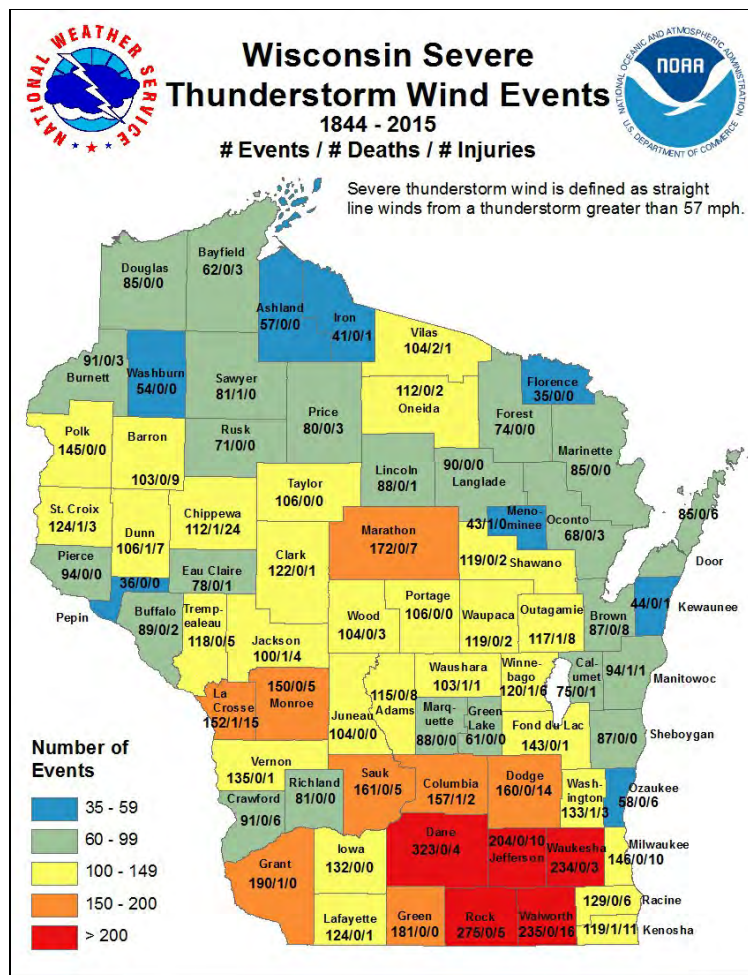 NATIONAL WEATHER SERVICE
Wisconsin Severe
Thunderstorm Wind Events
1844 - 2015
# Events / # Deaths / # Injuries
NATIONAL OCEANIC AND ATMOSPHERIC ADMINISTRATION
NOAA
U.S. DEPARTMENT OF COMMERCE
Severe thunderstorm wind is defined as straight
line winds from a thunderstorm greater than 57 mph.
Douglas
85/0/0
Bayfield
62/0/3
Ashland
57/0/0
Iron
41/0/1
Vilas
104/2/1
91/0/3
Burnett
Washburn
54/0/0
Sawyer
81/1/0
Price
80/0/3
112/0/2
Oneida
Forest
74/0/0
Florence
35/0/0
Marinette
85/0/0
Polk
145/0/0
Barron
103/0/9
Rusk
71/0/0
Taylor
106/0/0
Lincoln
88/0/1
90/0/0
Langlade
Oconto
68/0/3
85/0/6
Door
St. Croix
124/1/3
Dunn
106/1/7
Chippewa
112/1/24
Clark
122/0/1
Marathon
172/0/7
Meno-
minee
43/1/0
119/0/2
Shawano
Pierce
94/0/0
36/0/0
Pepin
Eau Claire
78/0/1
Buffalo
89/0/2
Tremp-
ealeau
118/0/5
Jackson
100/1/4
Wood
104/0/3
Portage
106/0/0
Waupaca
119/0/2
Outagamie
117/1/8
Brown
87/0/8
44/0/1
Kewaunee
La
Crosse
152/1/15
150/0/5
Monroe
Juneau
104/0/0
115/0/8
Adams
Waushara
103/1/1
Winne-
bago
120/1/6
Cal-
umet
75/0/1
94/1/1
Manitowoc
Marq-
uette
88/0/0
Green
Lake
61/0/0
Fond du Lac
143/0/1
87/0/0
Sheboygan
Vernon
135/0/1
Crawford
91/0/6
Richland
81/0/0
Sauk
161/0/5
Columbia
157/1/2
Dodge
160/0/14
Wash-
ington
133/1/3
Ozaukee
58/0/6
Grant
190/1/0
Iowa
132/0/0
Dane
323/0/4
204/0/10
Jefferson
Waukesha
234/0/3
Milwaukee
146/0/10
Lafayette
124/0/1
Green
181/0/0
Rock
275/0/5
Walworth
235/0/16
129/0/6
Racine
119/1/11
Kenosha
Number of
Events
35 - 59
60 - 99
100 - 149
150 - 200
> 200